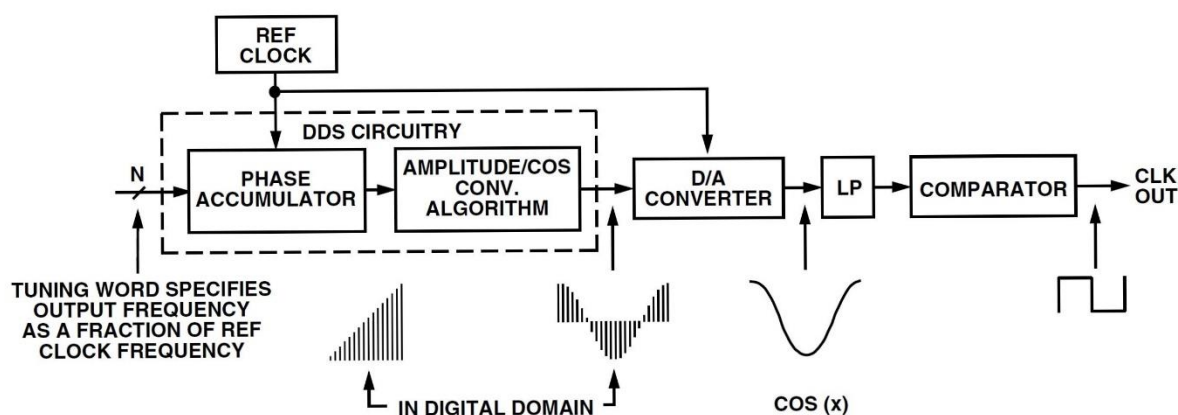 REF
CLOCK
DDS CIRCUITRY
N
PHASE
ACCUMULATOR
AMPLITUDE/COS
CONV.
ALGORITHM
D/A
CONVERTER
LP
COMPARATOR
CLK
OUT
TUNING WORD SPECIFIES
OUTPUT FREQUENCY
AS A FRACTION OF REF
CLOCK FREQUENCY
IN DIGITAL DOMAIN
COS (x)